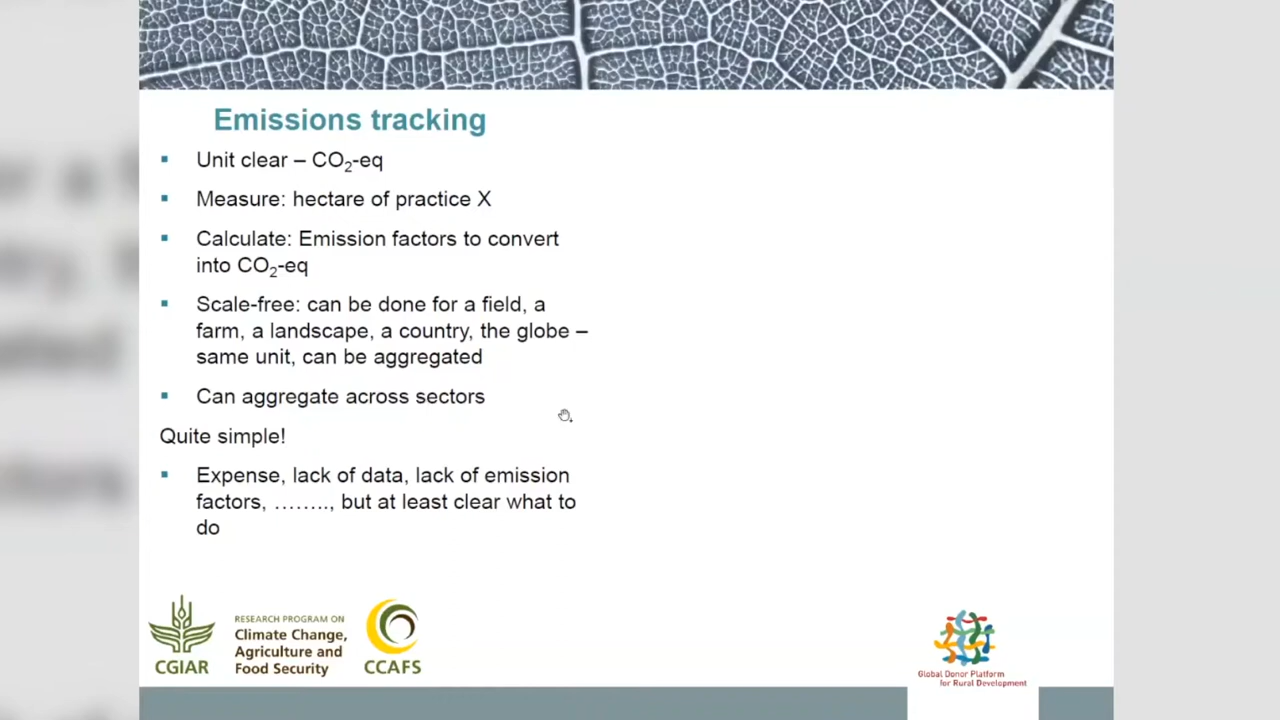 Emissions tracking
▪ Unit clear – CO₂-eq
▪ Measure: hectare of practice X
▪ Calculate: Emission factors to convert
into CO₂-eq
▪ Scale-free: can be done for a field, a
farm, a landscape, a country, the globe –
same unit, can be aggregated
▪ Can aggregate across sectors
Quite simple!
▪ Expense, lack of data, lack of emission
factors, …….., but at least clear what to
do
CGIAR
RESEARCH PROGRAM ON
Climate Change,
Agriculture and
Food Security
CCAFS
Global Donor Platform
for Rural Development